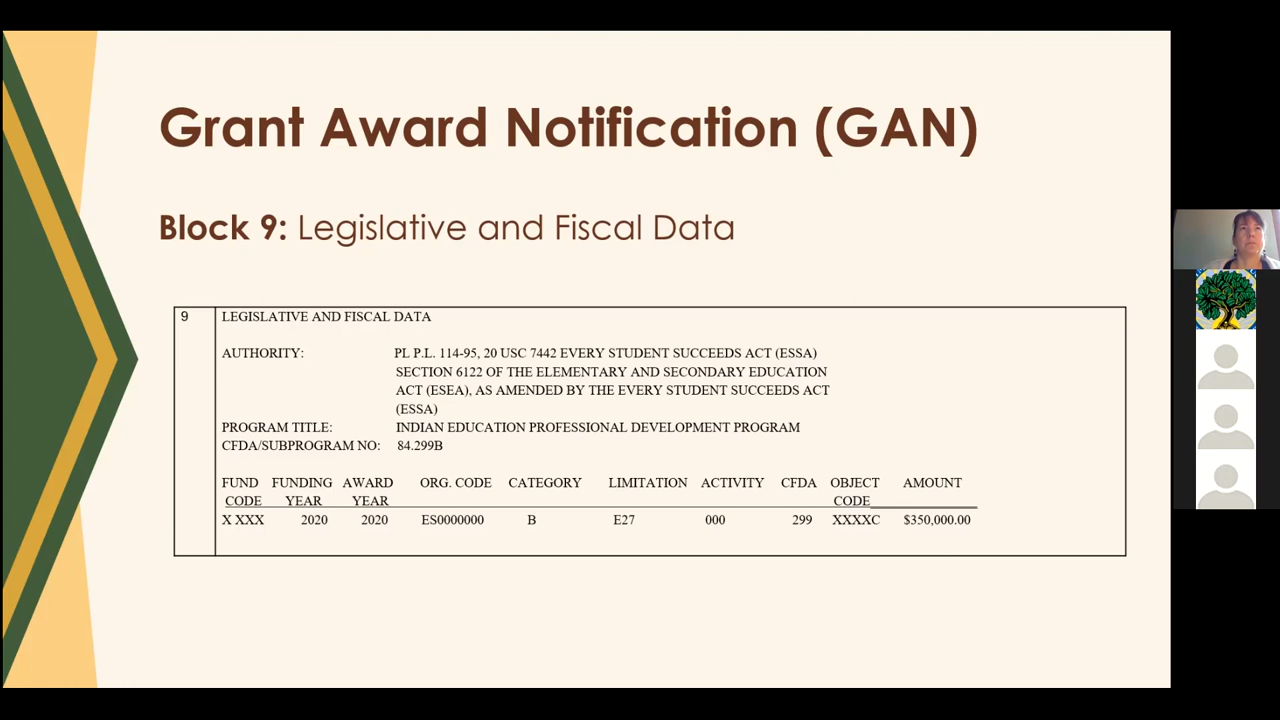 Grant Award Notification (GAN)
Block 9: Legislative and Fiscal Data
9 LEGISLATIVE AND FISCAL DATA
AUTHORITY: PL P.L. 114-95, 20 USC 7442 EVERY STUDENT SUCCEEDS ACT (ESSA)
SECTION 6122 OF THE ELEMENTARY AND SECONDARY EDUCATION
ACT (ESEA), AS AMENDED BY THE EVERY STUDENT SUCCEEDS ACT
(ESSA)
PROGRAM TITLE: INDIAN EDUCATION PROFESSIONAL DEVELOPMENT PROGRAM
CFDA/SUBPROGRAM NO: 84.299B
FUND FUNDING AWARD ORG. CODE CATEGORY LIMITATION ACTIVITY CFDA OBJECT AMOUNT
CODE YEAR YEAR CODE
X XXX 2020 2020 ES0000000 B E27 000 299 XXXXC $350,000.00